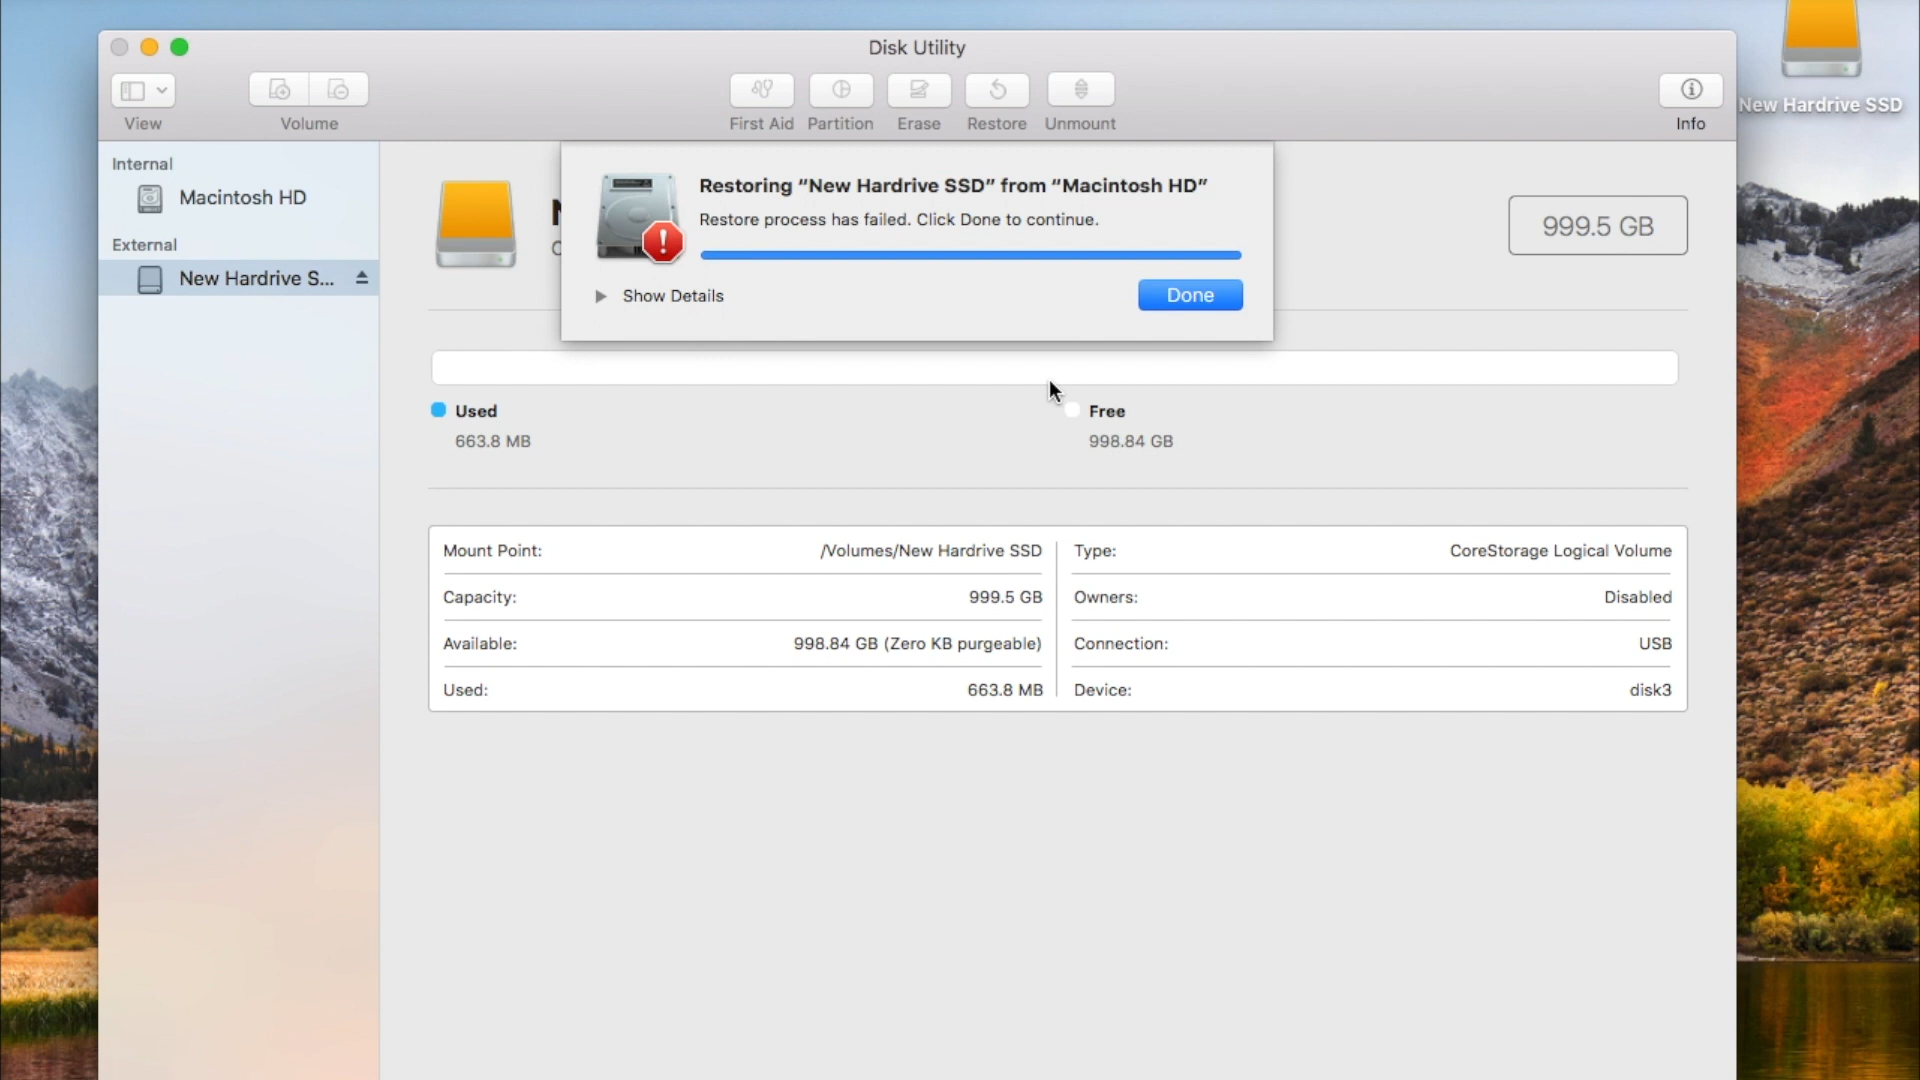 Disk Utility
View
Volume
First Aid
Partition
Erase
Restore
Unmount
Info
New Hardrive SSD
Internal
Macintosh HD
External
New Hardrive S...
Restoring “New Hardrive SSD” from “Macintosh HD”
Restore process has failed. Click Done to continue.
Show Details
Done
999.5 GB
Used
663.8 MB
Free
998.84 GB
Mount Point: /Volumes/New Hardrive SSD
Capacity: 999.5 GB
Available: 998.84 GB (Zero KB purgeable)
Used: 663.8 MB
Type: CoreStorage Logical Volume
Owners: Disabled
Connection: USB
Device: disk3